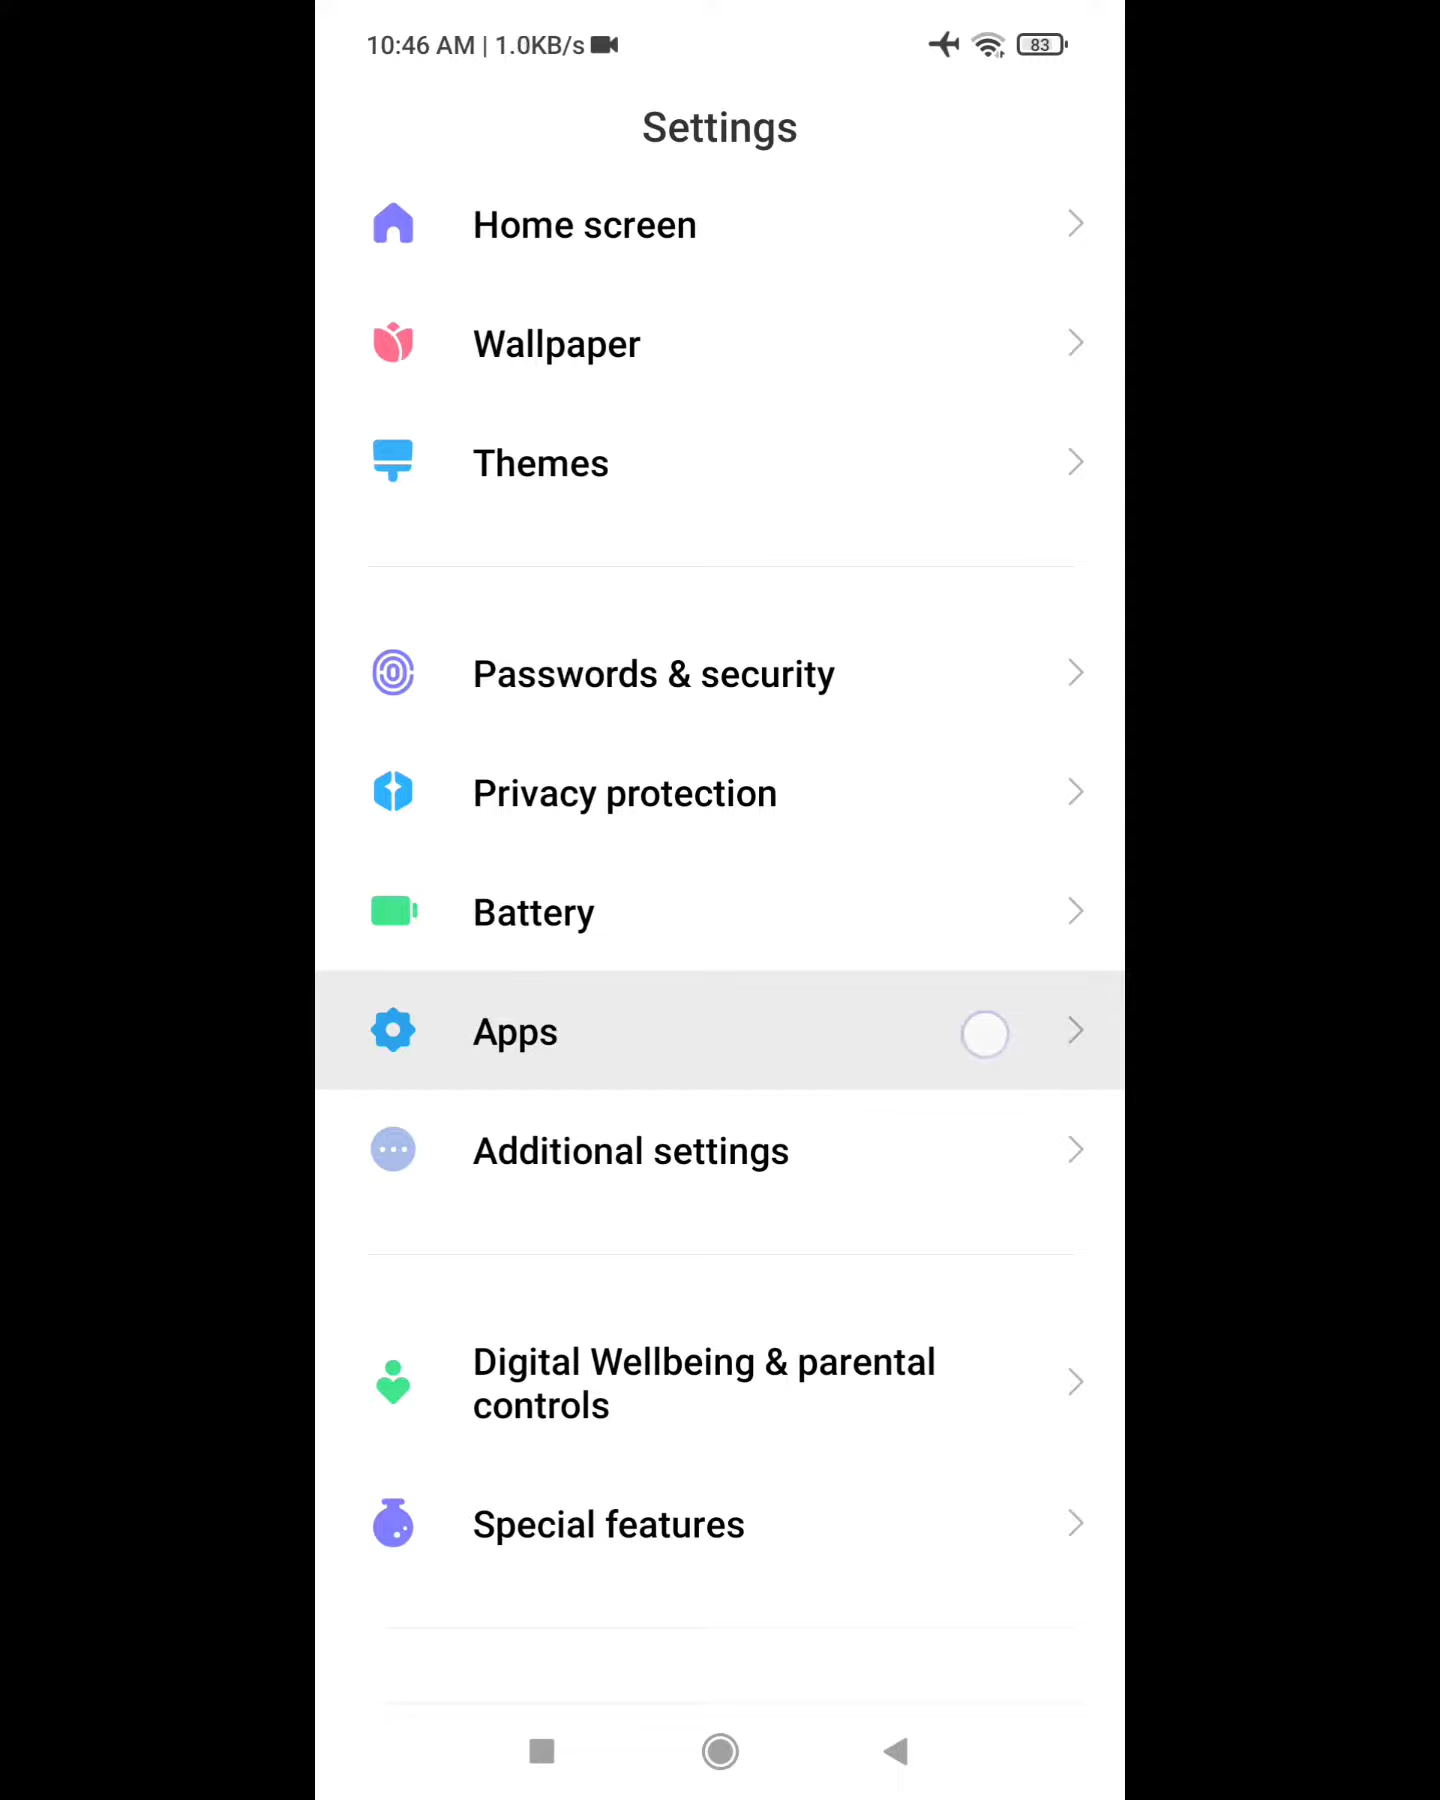 10:46 AM | 1.0KB/s 83
Settings
Home screen
Wallpaper
Themes
Passwords & security
Privacy protection
Battery
Apps
Additional settings
Digital Wellbeing & parental
controls
Special features